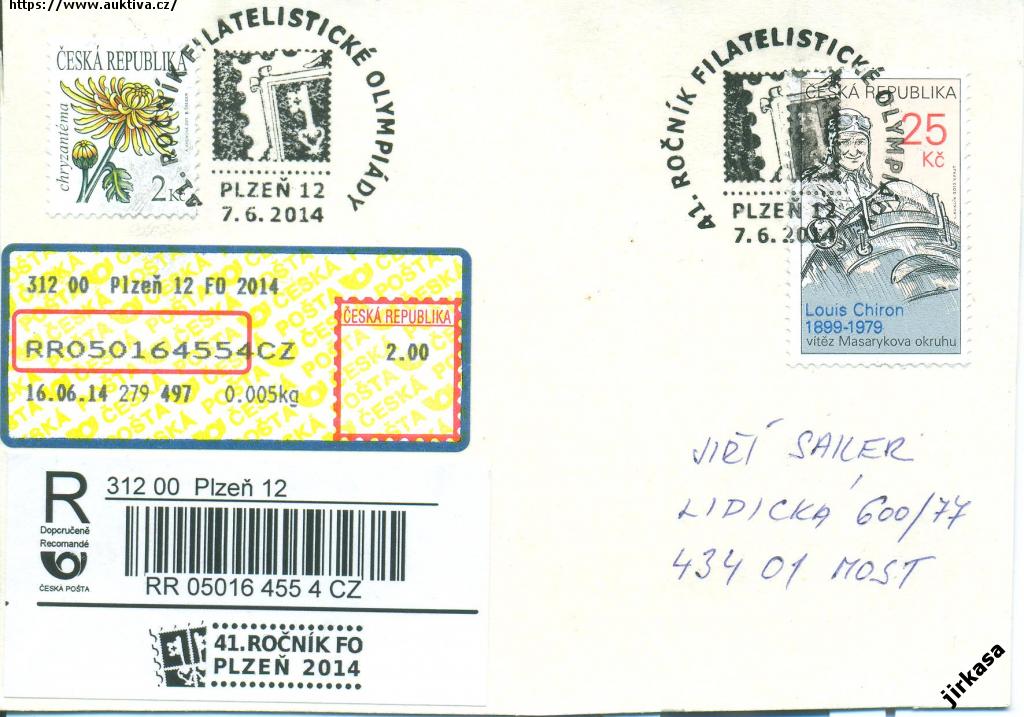 https://www.auktiva.cz/
ČESKÁ REPUBLIKA
chryzantéma
2 Kč
41. ROČNÍK FILATELISTICKÉ OLYMPIÁDY
PLZEŇ 12
7.6.2014
41. ROČNÍK FILATELISTICKÉ OLYMPIÁDY
PLZEŇ 12
7.6.2014
ČESKÁ REPUBLIKA
25
Kč
Louis Chiron
1899-1979
vítěz Masarykova okruhu
312 00 Plzeň 12 FO 2014
ČESKÁ REPUBLIKA
RR050164554CZ
2.00
16.06.14 279 497 0.005kg
ČESKÁ POŠTA
R
312 00 Plzeň 12
Doporučeně
Recomandé
ČESKÁ POŠTA
RR 05016 455 4 CZ
41.ROČNÍK FO
PLZEŇ 2014
JIŘÍ SAILER
LIDICKÁ 600/77
434 01 MOST
jirkasa